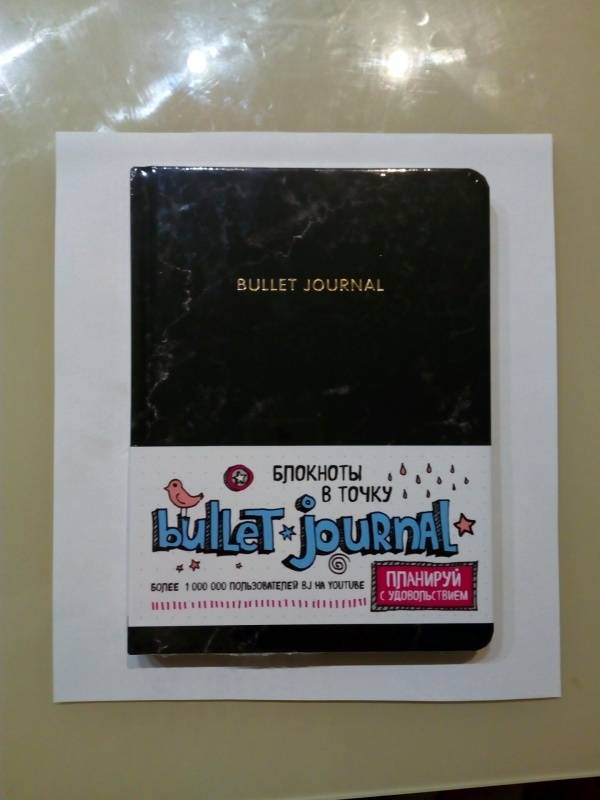 BULLET JOURNAL
БЛОКНОТЫ
В ТОЧКУ
bulleT journal
БОЛЕЕ 1 000 000 ПОЛЬЗОВАТЕЛЕЙ BJ НА YOUTUBE
ПЛАНИРУЙ
С УДОВОЛЬСТВИЕМ